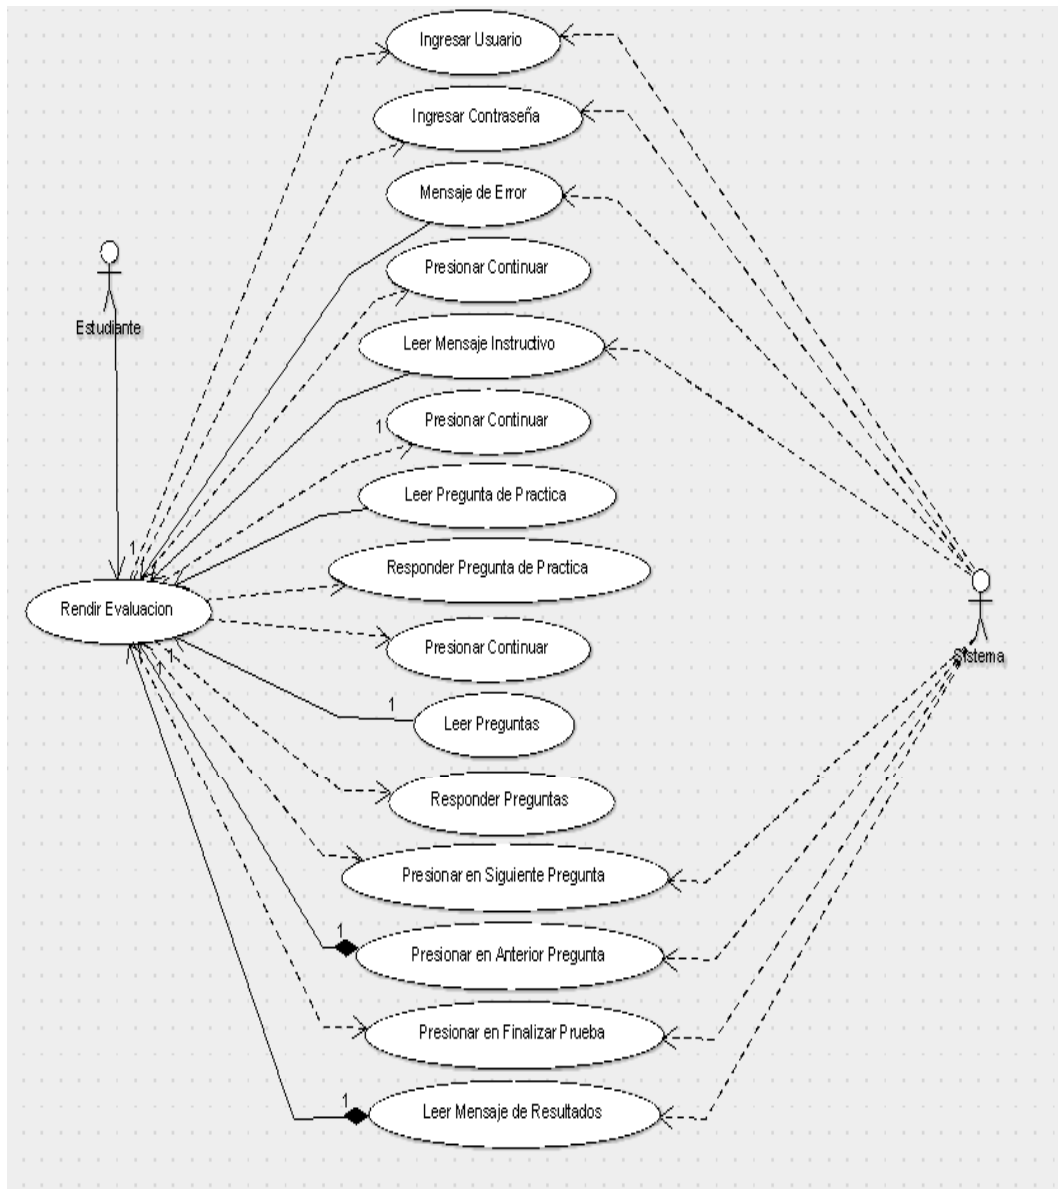 Ingresar Usuario
Ingresar Contraseña
Mensaje de Error
Presionar Continuar
Estudiante
Leer Mensaje Instructivo
Presionar Continuar
1
Leer Pregunta de Practica
1
Responder Pregunta de Practica
Rendir Evaluacion
Presionar Continuar
Sistema
1
1
1
Leer Preguntas
Responder Preguntas
Presionar en Siguiente Pregunta
1
Presionar en Anterior Pregunta
Presionar en Finalizar Prueba
1
Leer Mensaje de Resultados